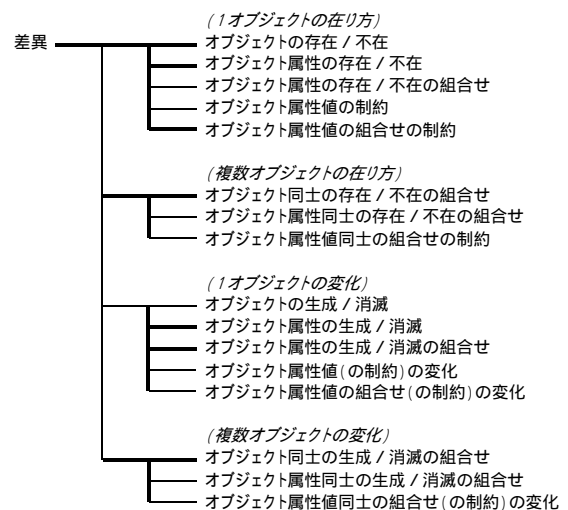 (1オブジェクトの在り方)
差異
オブジェクトの存在 / 不在
オブジェクト属性の存在 / 不在
オブジェクト属性の存在 / 不在の組合せ
オブジェクト属性値の制約
オブジェクト属性値の組合せの制約
(複数オブジェクトの在り方)
オブジェクト同士の存在 / 不在の組合せ
オブジェクト属性同士の存在 / 不在の組合せ
オブジェクト属性値同士の組合せの制約
(1オブジェクトの変化)
オブジェクトの生成 / 消滅
オブジェクト属性の生成 / 消滅
オブジェクト属性の生成 / 消滅の組合せ
オブジェクト属性値(の制約)の変化
オブジェクト属性値の組合せ(の制約)の変化
(複数オブジェクトの変化)
オブジェクト同士の生成 / 消滅の組合せ
オブジェクト属性同士の生成 / 消滅の組合せ
オブジェクト属性値同士の組合せ(の制約)の変化